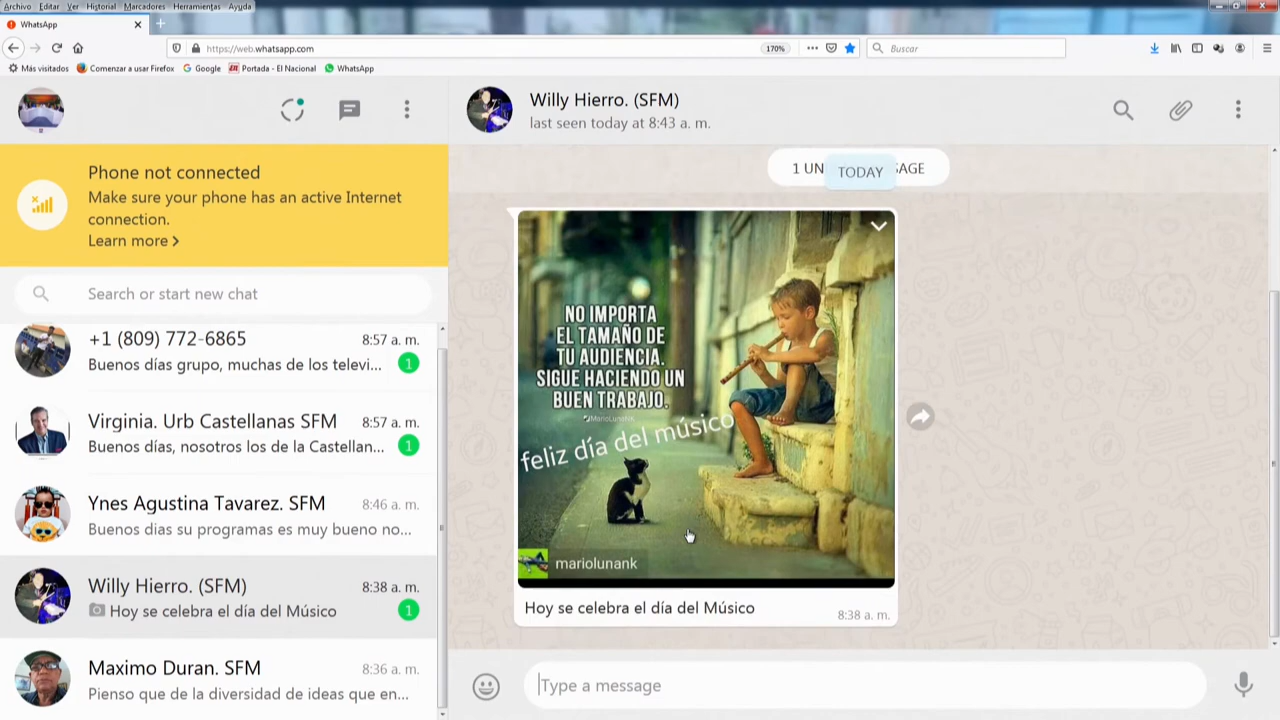 Archivo Editar Ver Historial Marcadores Herramientas Ayuda
WhatsApp
https://web.whatsapp.com
170%
Buscar
Más visitados Comenzar a usar Firefox Google Portada - El Nacional WhatsApp
Phone not connected
Make sure your phone has an active Internet
connection.
Learn more
Search or start new chat
+1 (809) 772-6865 8:57 a. m.
Buenos días grupo, muchas de los televi... 1
Virginia. Urb Castellanas SFM 8:57 a. m.
Buenos días, nosotros los de la Castellan... 1
Ynes Agustina Tavarez. SFM 8:46 a. m.
Buenos dias su programas es muy bueno no...
Willy Hierro. (SFM) 8:38 a. m.
Hoy se celebra el día del Músico 1
Maximo Duran. SFM 8:36 a. m.
Pienso que de la diversidad de ideas que en...
Willy Hierro. (SFM)
last seen today at 8:43 a. m.
1 UN SAGE
TODAY
NO IMPORTA
EL TAMAÑO DE
TU AUDIENCIA.
SIGUE HACIENDO UN
BUEN TRABAJO.
MarioLunaNK
feliz día del músico
mariolunank
Hoy se celebra el día del Músico
8:38 a. m.
Type a message